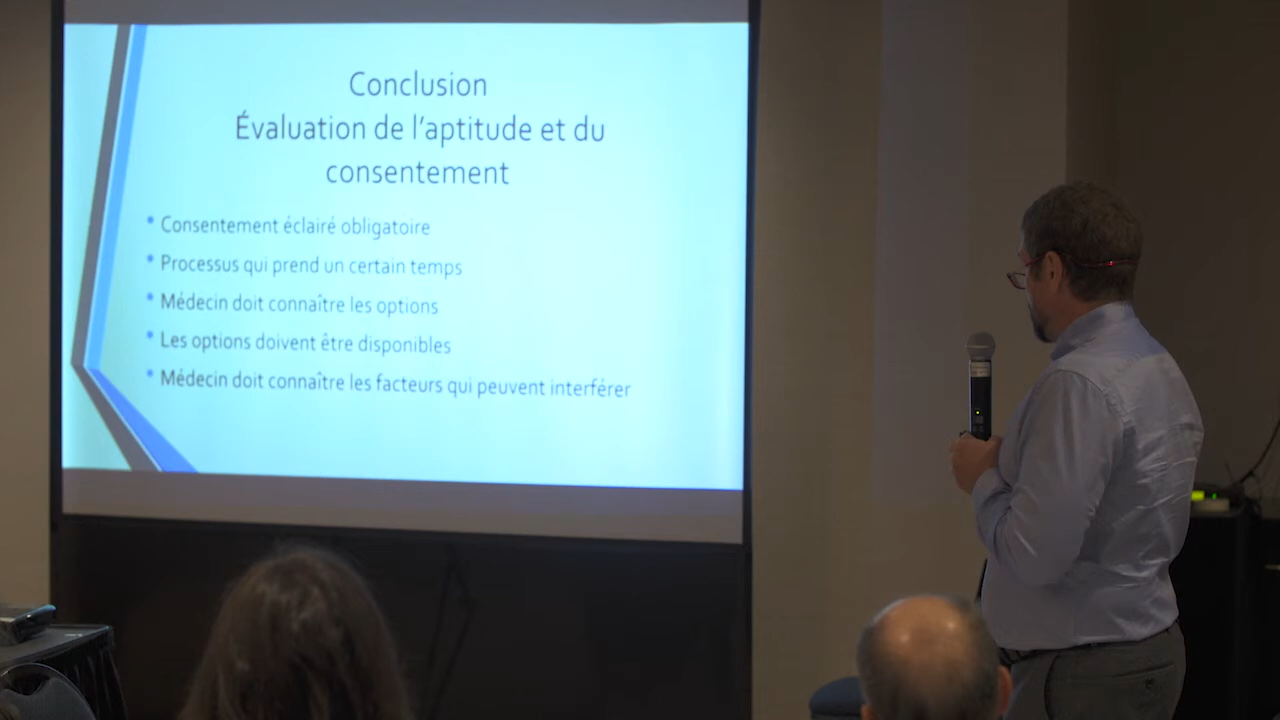 Conclusion
Évaluation de l'aptitude et du
consentement
• Consentement éclairé obligatoire
• Processus qui prend un certain temps
• Médecin doit connaître les options
• Les options doivent être disponibles
• Médecin doit connaître les facteurs qui peuvent interférer